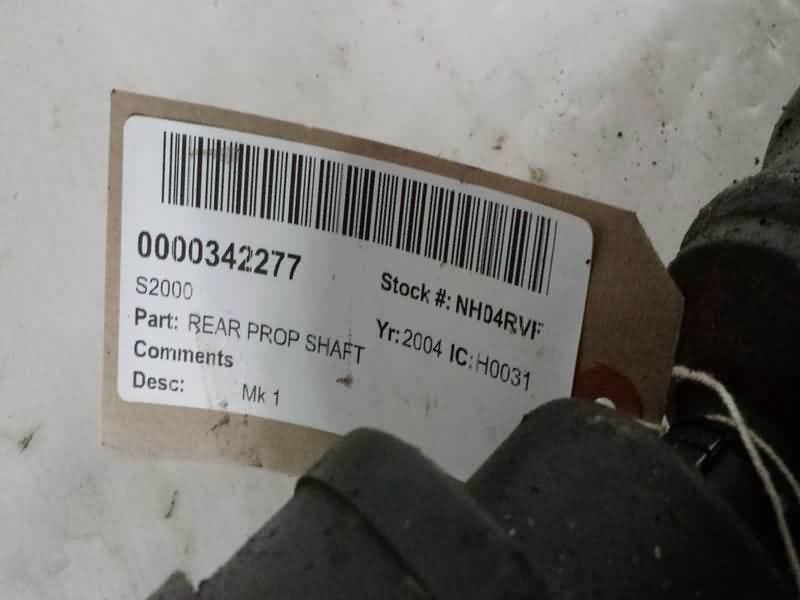 0000342277
S2000
Stock #: NH04RVF
Part: REAR PROP SHAFT
Yr: 2004 IC: H0031
Comments
Desc: Mk 1